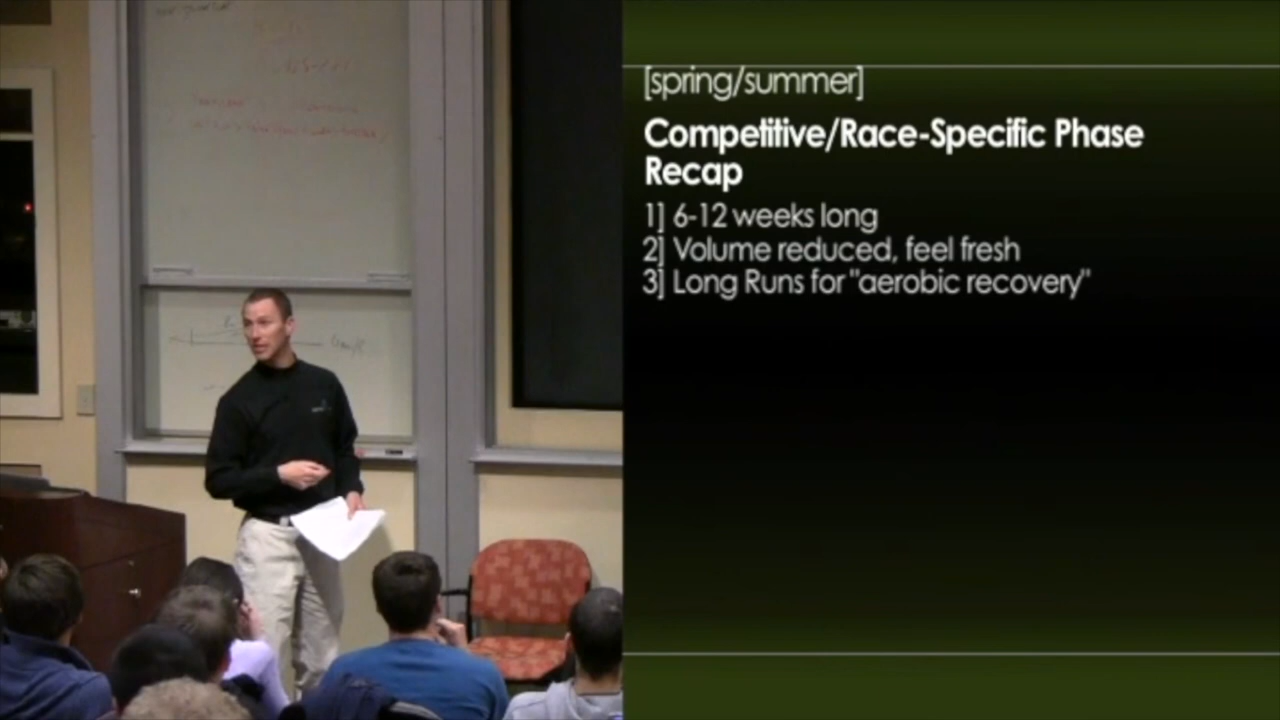 [spring/summer]
Competitive/Race-Specific Phase
Recap
1] 6-12 weeks long
2] Volume reduced, feel fresh
3] Long Runs for "aerobic recovery"